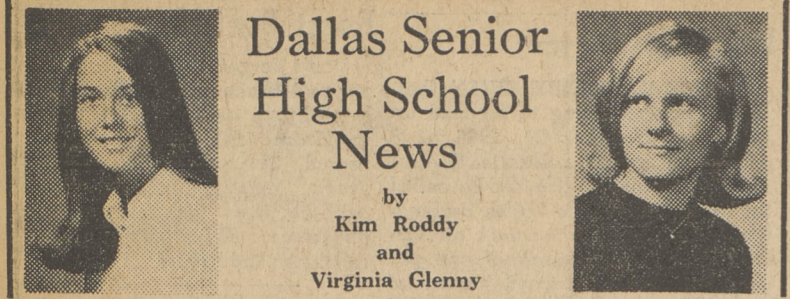 Dallas Senior
High School
News
by
Kim Roddy
and
Virginia Glenny